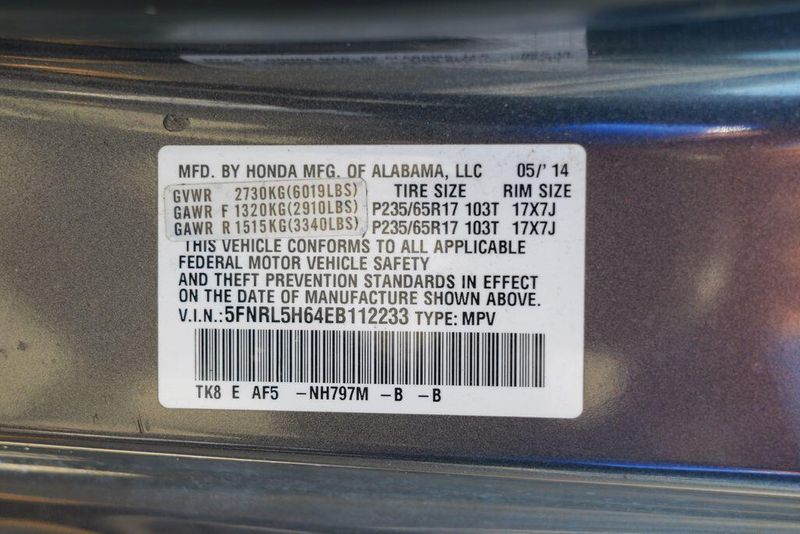 MFD. BY HONDA MFG. OF ALABAMA, LLC 05/'14
GVWR 2730KG(6019LBS) TIRE SIZE RIM SIZE
GAWR F 1320KG(2910LBS) P235/65R17 103T 17X7J
GAWR R 1515KG(3340LBS) P235/65R17 103T 17X7J
THIS VEHICLE CONFORMS TO ALL APPLICABLE
FEDERAL MOTOR VEHICLE SAFETY
AND THEFT PREVENTION STANDARDS IN EFFECT
ON THE DATE OF MANUFACTURE SHOWN ABOVE.
V.I.N.:5FNRL5H64EB112233 TYPE: MPV
TK8 E AF5 -NH797M -B -B